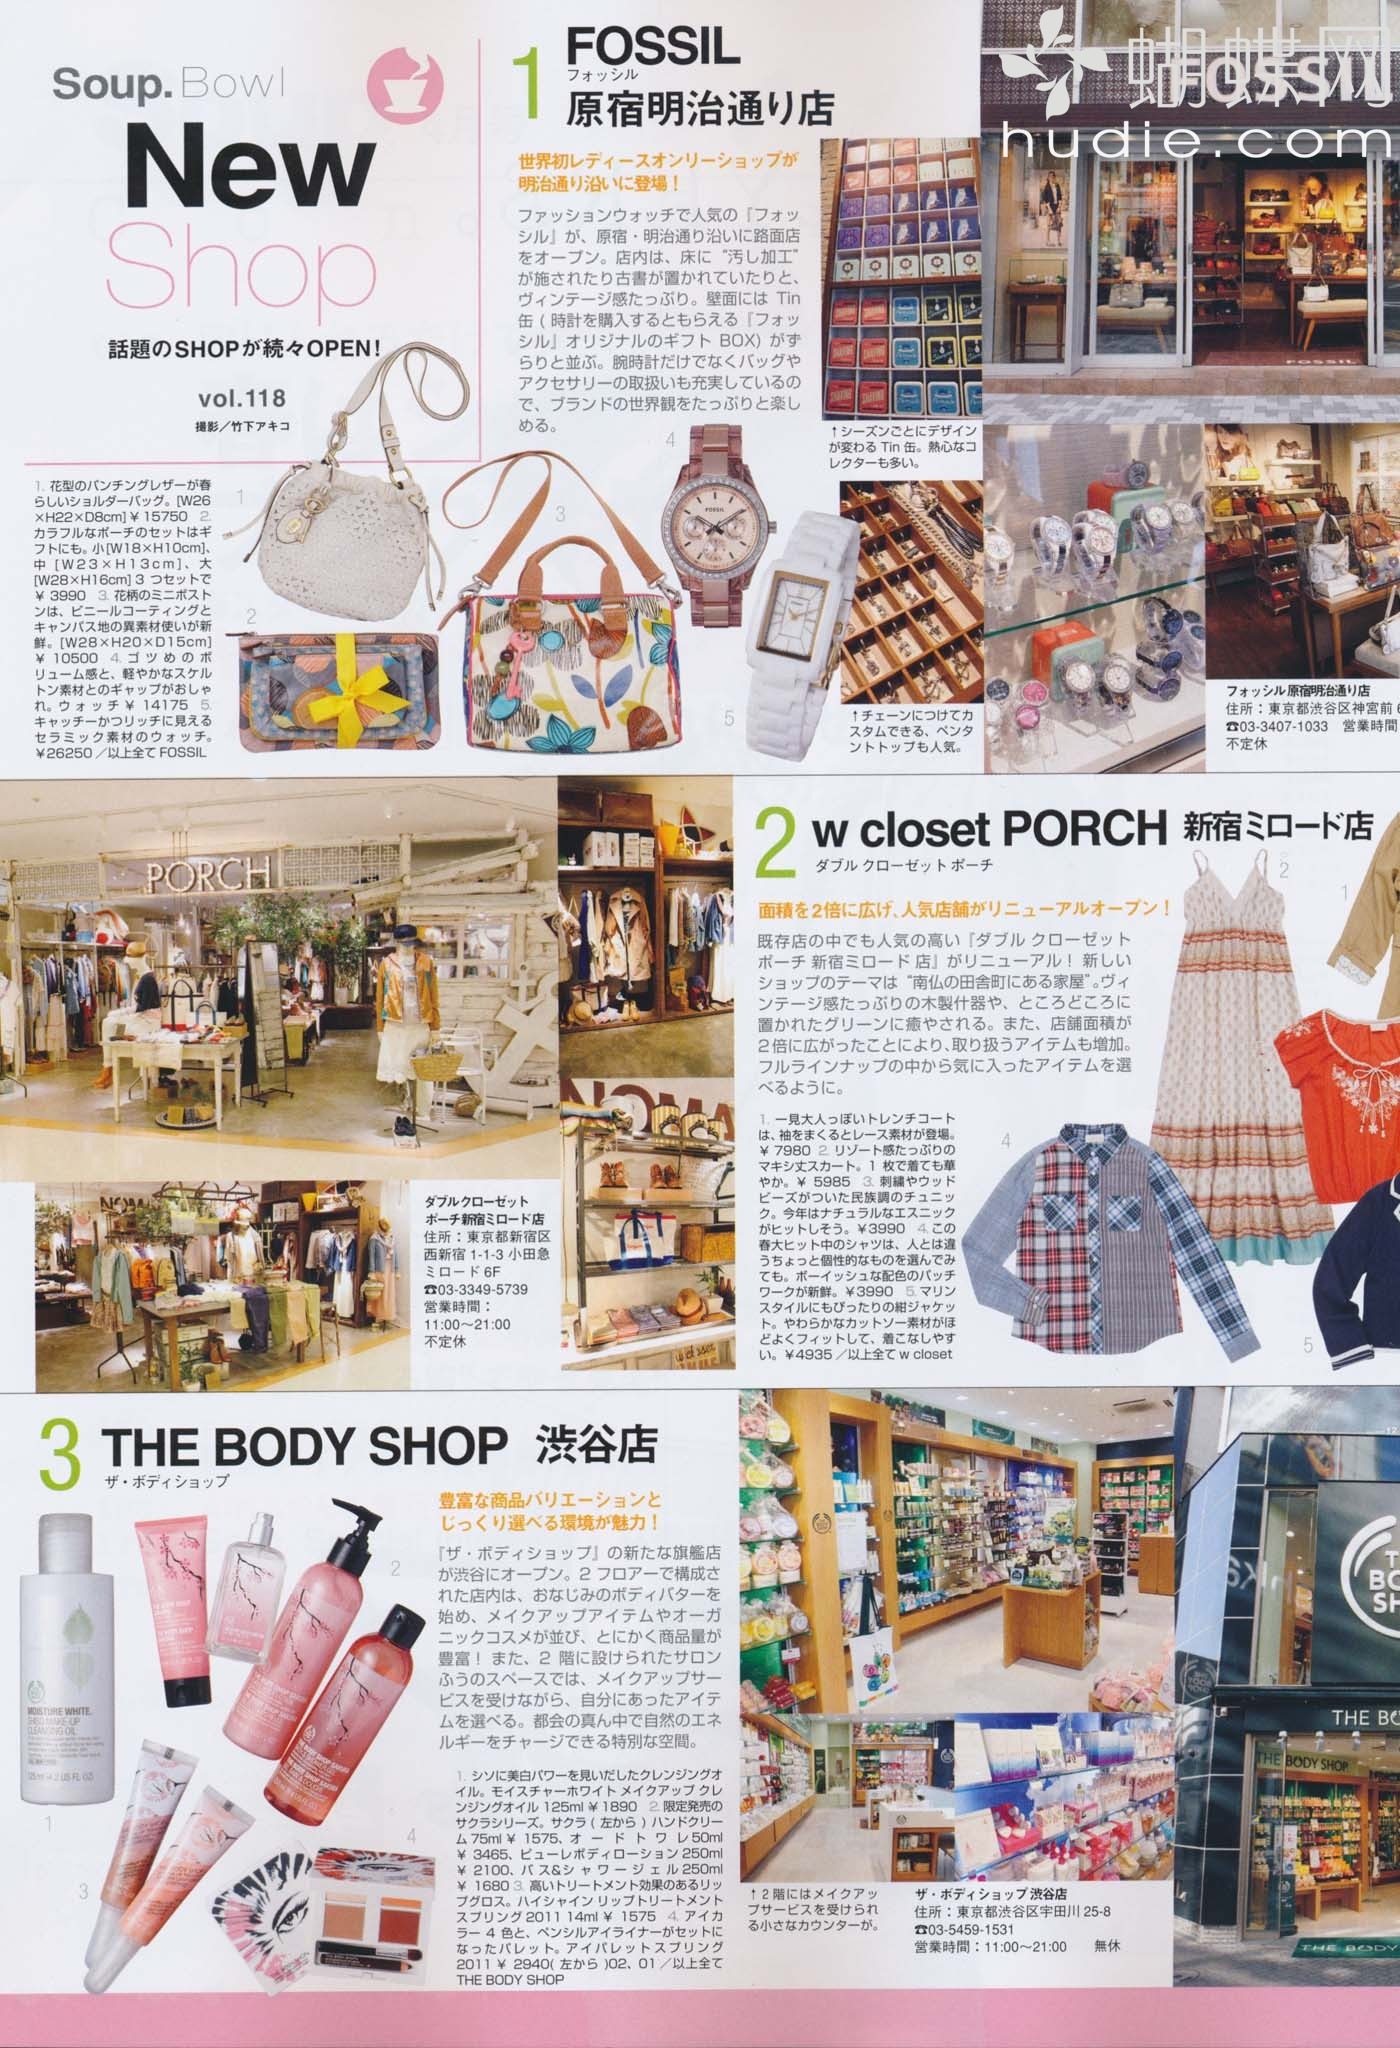 Soup. Bowl
New
Shop
話題のSHOPが続々OPEN!
vol.118
撮影/竹下アキコ
蝴蝶网
hudie.com
1 FOSSIL
フォッシル
原宿明治通り店
世界初レディースオンリーショップが
明治通り沿いに登場!
ファッションウォッチで人気の『フォッ
シル』が、原宿・明治通り沿いに路面店
をオープン。店内は、床に“汚し加工”
が施されたり古書が置かれていたりと、
ヴィンテージ感たっぷり。壁面には Tin
缶(時計を購入するともらえる『フォッ
シル』オリジナルのギフト BOX)がず
らりと並ぶ。腕時計だけでなくバッグや
アクセサリーの取扱いも充実しているの
で、ブランドの世界観をたっぷりと楽し
める。
↑シーズンごとにデザイン
が変わる Tin 缶。熱心なコ
レクターも多い。
↑チェーンにつけてカ
スタムできる、ペンダ
ントトップも人気。
1. 花型のパンチングレザーが春
らしいショルダーバッグ。[W26
×H22×D8cm]¥15750 2.
カラフルなポーチのセットはギ
フトにも。小[W18×H10cm]、
中[W23×H13cm]、大
[W28×H16cm]3つセットで
¥3990 3. 花柄のミニボスト
ンは、ビニールコーティングと
キャンバス地の異素材使いが新
鮮。[W28×H20×D15cm]
¥10500 4. ゴツめのボ
リューム感と、軽やかなスケル
トン素材とのギャップがおしゃ
れ。ウォッチ¥14175 5.
キャッチーかつリッチに見える
セラミック素材のウォッチ。
¥26250/以上全てFOSSIL
1
2
3
4
5
FOSSIL
FOSSIL
FOSSIL
フォッシル 原宿明治通り店
住所:東京都渋谷区神宮前6
☎03-3407-1033 営業時間
不定休
PORCH
NOMA
w closet
2 w closet PORCH 新宿ミロード店
ダブル クローゼット ポーチ
面積を2倍に広げ、人気店舗がリニューアルオープン!
既存店の中でも人気の高い『ダブル クローゼット
ポーチ 新宿ミロード 店』がリニューアル! 新しい
ショップのテーマは“南仏の田舎町にある家屋”。ヴィ
ンテージ感たっぷりの木製什器や、ところどころに
置かれたグリーンに癒やされる。また、店舗面積が
2倍に広がったことにより、取り扱うアイテムも増加。
フルラインナップの中から気に入ったアイテムを選
べるように。
1. 一見大人っぽいトレンチコート
は、袖をまくるとレース素材が登場。
¥7980 2. リゾート感たっぷりの
マキシ丈スカート。1枚で着ても華
やか。¥5985 3. 刺繍やウッド
ビーズがついた民族調のチュニッ
ク。今年はナチュラルなエスニック
がヒットしそう。¥3990 4. この
春大ヒット中のシャツは、人とは違
うちょっと個性的なものを選んでみ
ても。ボーイッシュな配色のパッチ
ワークが新鮮。¥3990 5. マリン
スタイルにもぴったりの紺ジャケッ
ト。やわらかなカットソー素材がほ
どよくフィットして、着こなしやす
い。¥4935/以上全てw closet
1
2
4
5
ダブルクローゼット
ポーチ新宿ミロード店
住所:東京都新宿区
西新宿 1-1-3 小田急
ミロード 6F
☎03-3349-5739
営業時間:
11:00〜21:00
不定休
3 THE BODY SHOP 渋谷店
ザ・ボディショップ
豊富な商品バリエーションと
じっくり選べる環境が魅力!
『ザ・ボディショップ』の新たな旗艦店
が渋谷にオープン。2フロアーで構成さ
れた店内は、おなじみのボディバターを
始め、メイクアップアイテムやオーガ
ニックコスメが並び、とにかく商品量が
豊富! また、2階に設けられたサロン
ふうのスペースでは、メイクアップサー
ビスを受けながら、自分にあったアイテ
ムを選べる。都会の真ん中で自然のエネ
ルギーをチャージできる特別な空間。
1. シソに美白パワーを見いだしたクレンジングオ
イル。モイスチャーホワイト メイクアップ クレ
ンジングオイル 125ml ¥1890 2. 限定発売の
サクラシリーズ。サクラ(左から)ハンドクリー
ム75ml ¥1575、オードトワレ50ml
¥3465、ピューレボディローション250ml
¥2100、バス&シャワージェル250ml
¥1680 3. 高いトリートメント効果のあるリッ
プグロス。ハイシャイン リップトリートメント
スプリング2011 14ml ¥1575 4. アイカ
ラー4色と、ペンシルアイライナーがセットに
なったパレット。アイパレットスプリング
2011 ¥2940(左から)02、01/以上全て
THE BODY SHOP
MOISTURE WHITE.
SHISO MAKE-UP
CLEANSING OIL
125ml (4.2 US FL OZ)
1
2
3
4
↑2階にはメイクアッ
プサービスを受けられ
る小さなカウンターが。
ザ・ボディショップ 渋谷店
住所:東京都渋谷区宇田川 25-8
☎03-5459-1531
営業時間:11:00〜21:00 無休
THE BO
THE BODY SHOP
THE BODY